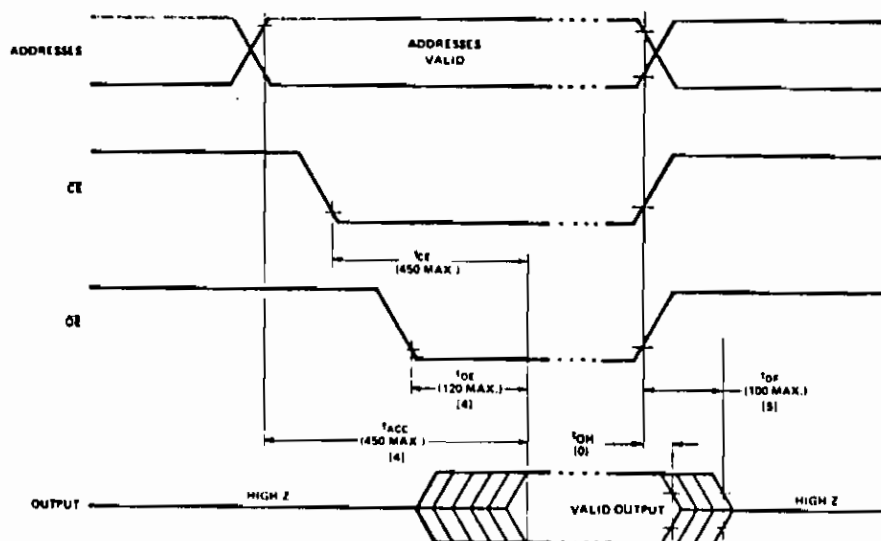 ADDRESSES
ADDRESSES
VALID
CE
tCE
(450 MAX.)
OE
tOE
(120 MAX.)
[4]
tDF
(100 MAX.)
[5]
tACC
(450 MAX)
[4]
tOH
(0)
OUTPUT
HIGH Z
VALID OUTPUT
HIGH Z